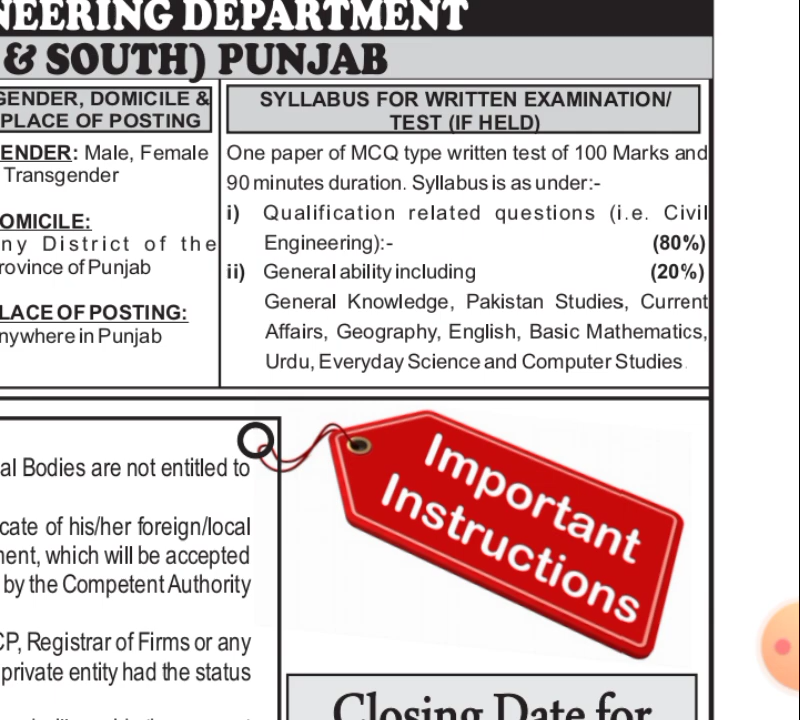 NEERING DEPARTMENT
& SOUTH) PUNJAB
GENDER, DOMICILE &
PLACE OF POSTING
ENDER: Male, Female
Transgender
OMICILE:
ny District of the
rovince of Punjab
LACE OF POSTING:
nywhere in Punjab
SYLLABUS FOR WRITTEN EXAMINATION/
TEST (IF HELD)
One paper of MCQ type written test of 100 Marks and
90 minutes duration. Syllabus is as under:-
i) Qualification related questions (i.e. Civil
Engineering):- (80%)
ii) General ability including (20%)
General Knowledge, Pakistan Studies, Current
Affairs, Geography, English, Basic Mathematics,
Urdu, Everyday Science and Computer Studies.
al Bodies are not entitled to
cate of his/her foreign/local
ment, which will be accepted
by the Competent Authority
CP, Registrar of Firms or any
private entity had the status
Important
Instructions
Closing Date for